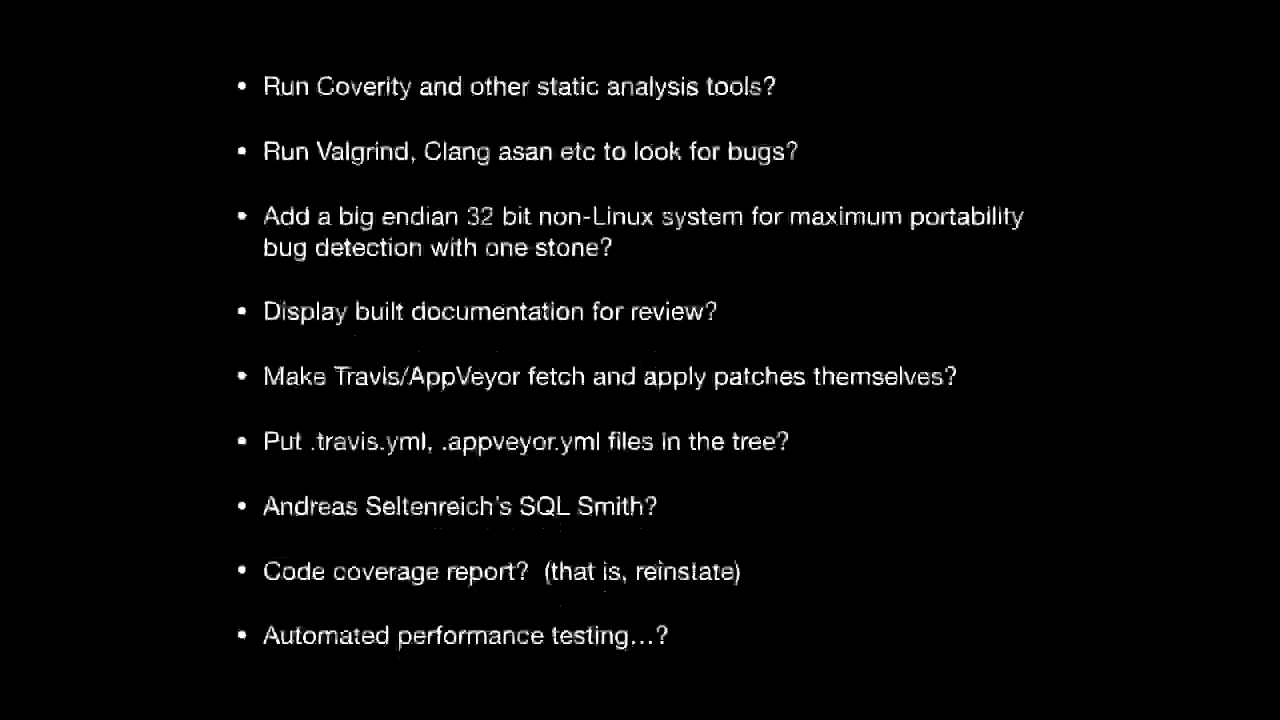 • Run Coverity and other static analysis tools?
• Run Valgrind, Clang asan etc to look for bugs?
• Add a big endian 32 bit non-Linux system for maximum portability
bug detection with one stone?
• Display built documentation for review?
• Make Travis/AppVeyor fetch and apply patches themselves?
• Put .travis.yml, .appveyor.yml files in the tree?
• Andreas Seltenreich's SQL Smith?
• Code coverage report?  (that is, reinstate)
• Automated performance testing...?